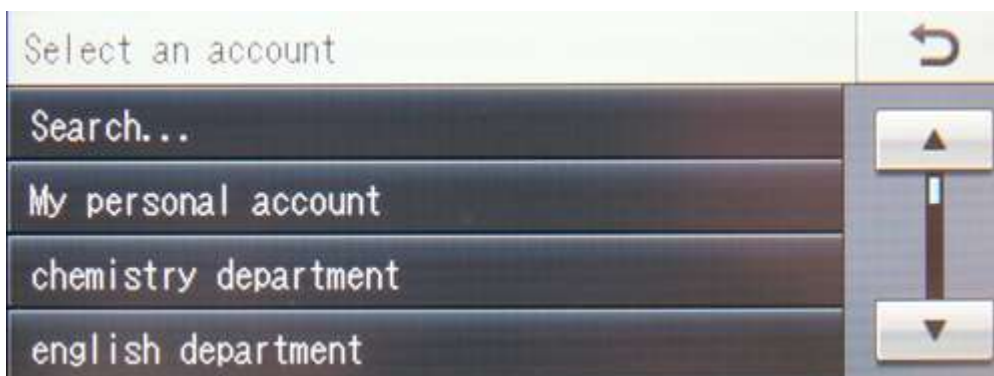 Select an account
Search...
My personal account
chemistry department
english department